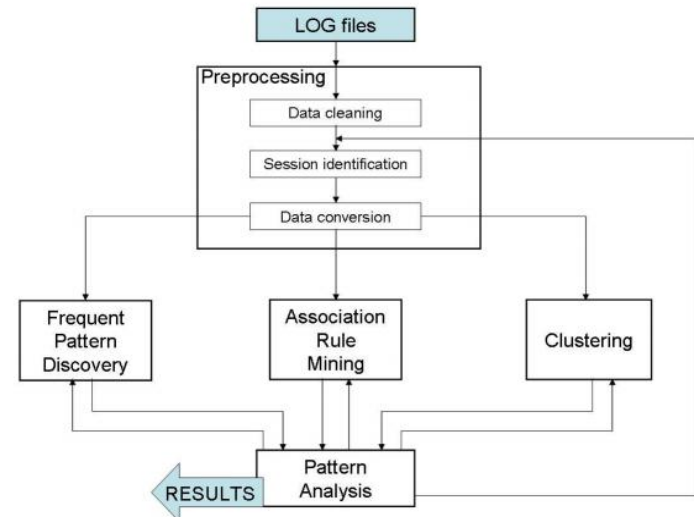 LOG files
Preprocessing
Data cleaning
Session identification
Data conversion
Frequent
Pattern
Discovery
Association
Rule
Mining
Clustering
Pattern
Analysis
RESULTS